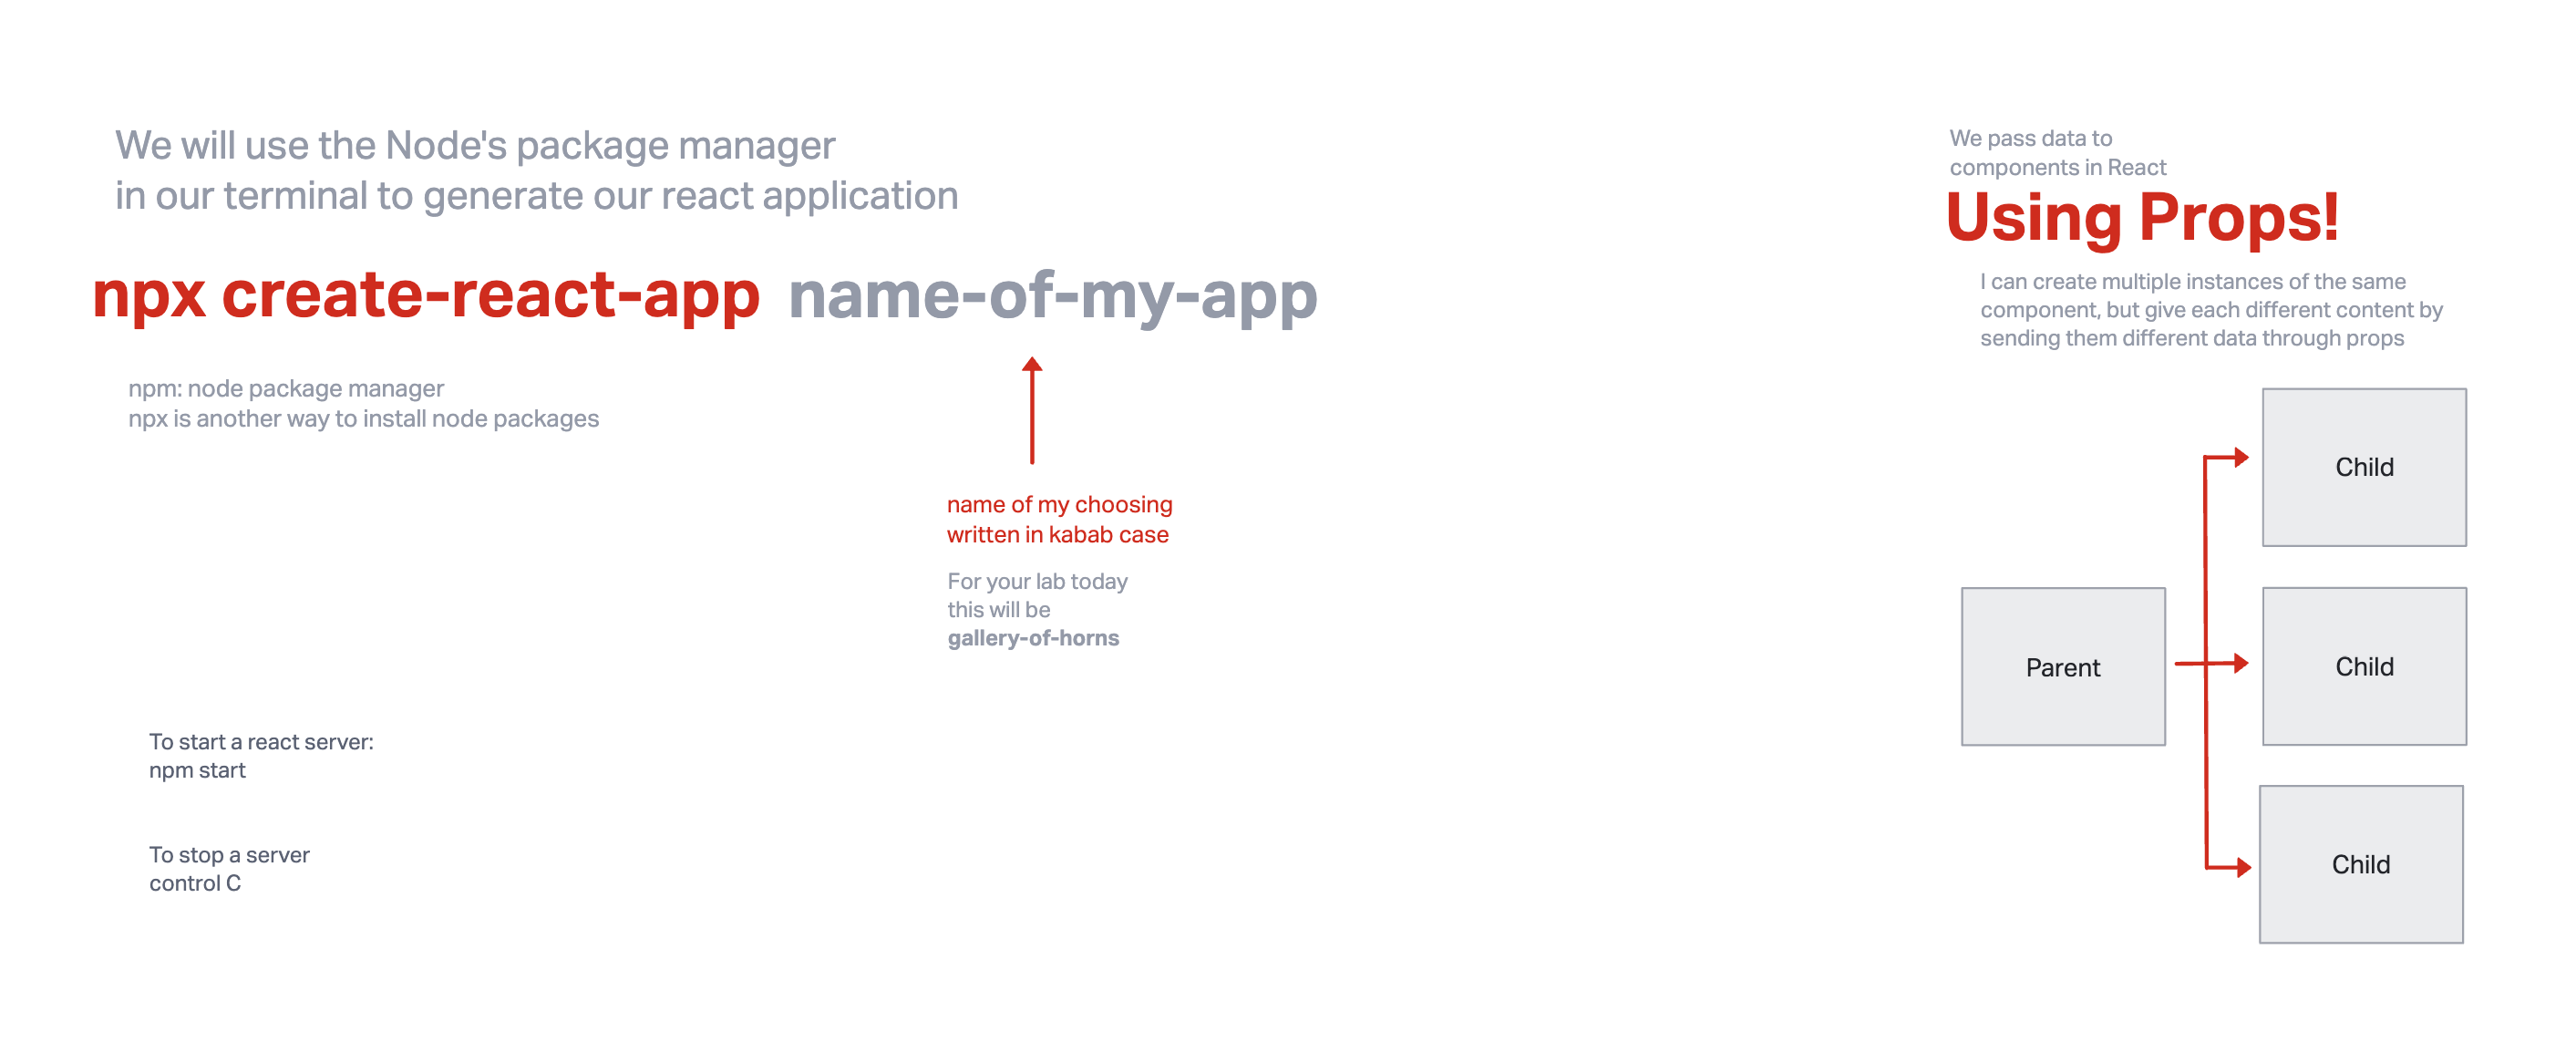 We will use the Node's package manager
in our terminal to generate our react application
npx create-react-app name-of-my-app
npm: node package manager
npx is another way to install node packages
name of my choosing
written in kabab case
For your lab today
this will be
gallery-of-horns
To start a react server:
npm start
To stop a server
control C
We pass data to
components in React
Using Props!
I can create multiple instances of the same
component, but give each different content by
sending them different data through props
Child
Parent
Child
Child